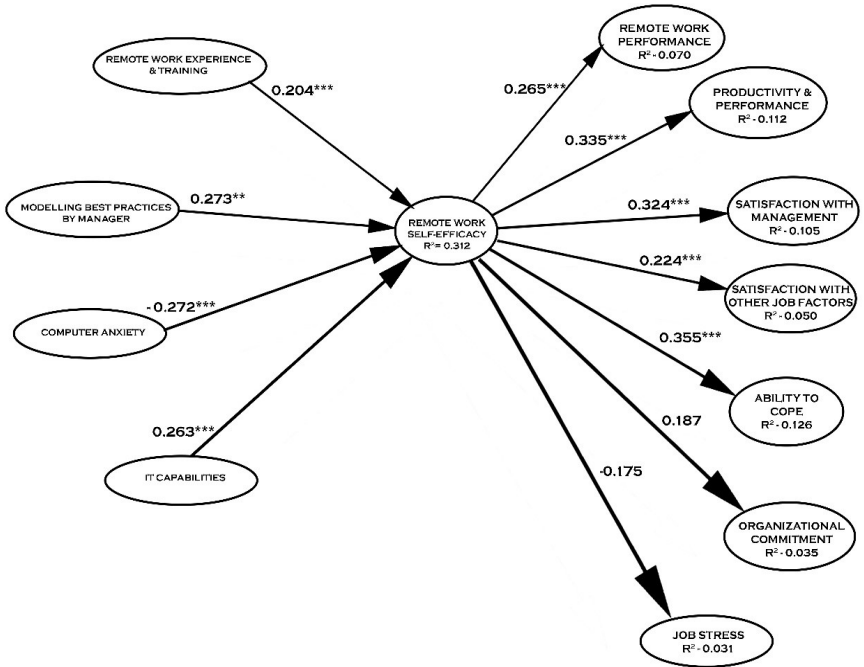 REMOTE WORK EXPERIENCE
& TRAINING
0.204***
MODELLING BEST PRACTICES
BY MANAGER
0.273**
COMPUTER ANXIETY
-0.272***
IT CAPABILITIES
0.263***
REMOTE WORK
SELF-EFFICACY
R² = 0.312
0.265***
REMOTE WORK
PERFORMANCE
R² - 0.070
0.335***
PRODUCTIVITY &
PERFORMANCE
R² - 0.112
0.324***
SATISFACTION WITH
MANAGEMENT
R² - 0.105
0.224***
SATISFACTION WITH
OTHER JOB FACTORS
R² - 0.050
0.355***
ABILITY TO
COPE
R² - 0.126
0.187
ORGANIZATIONAL
COMMITMENT
R² - 0.035
-0.175
JOB STRESS
R² - 0.031